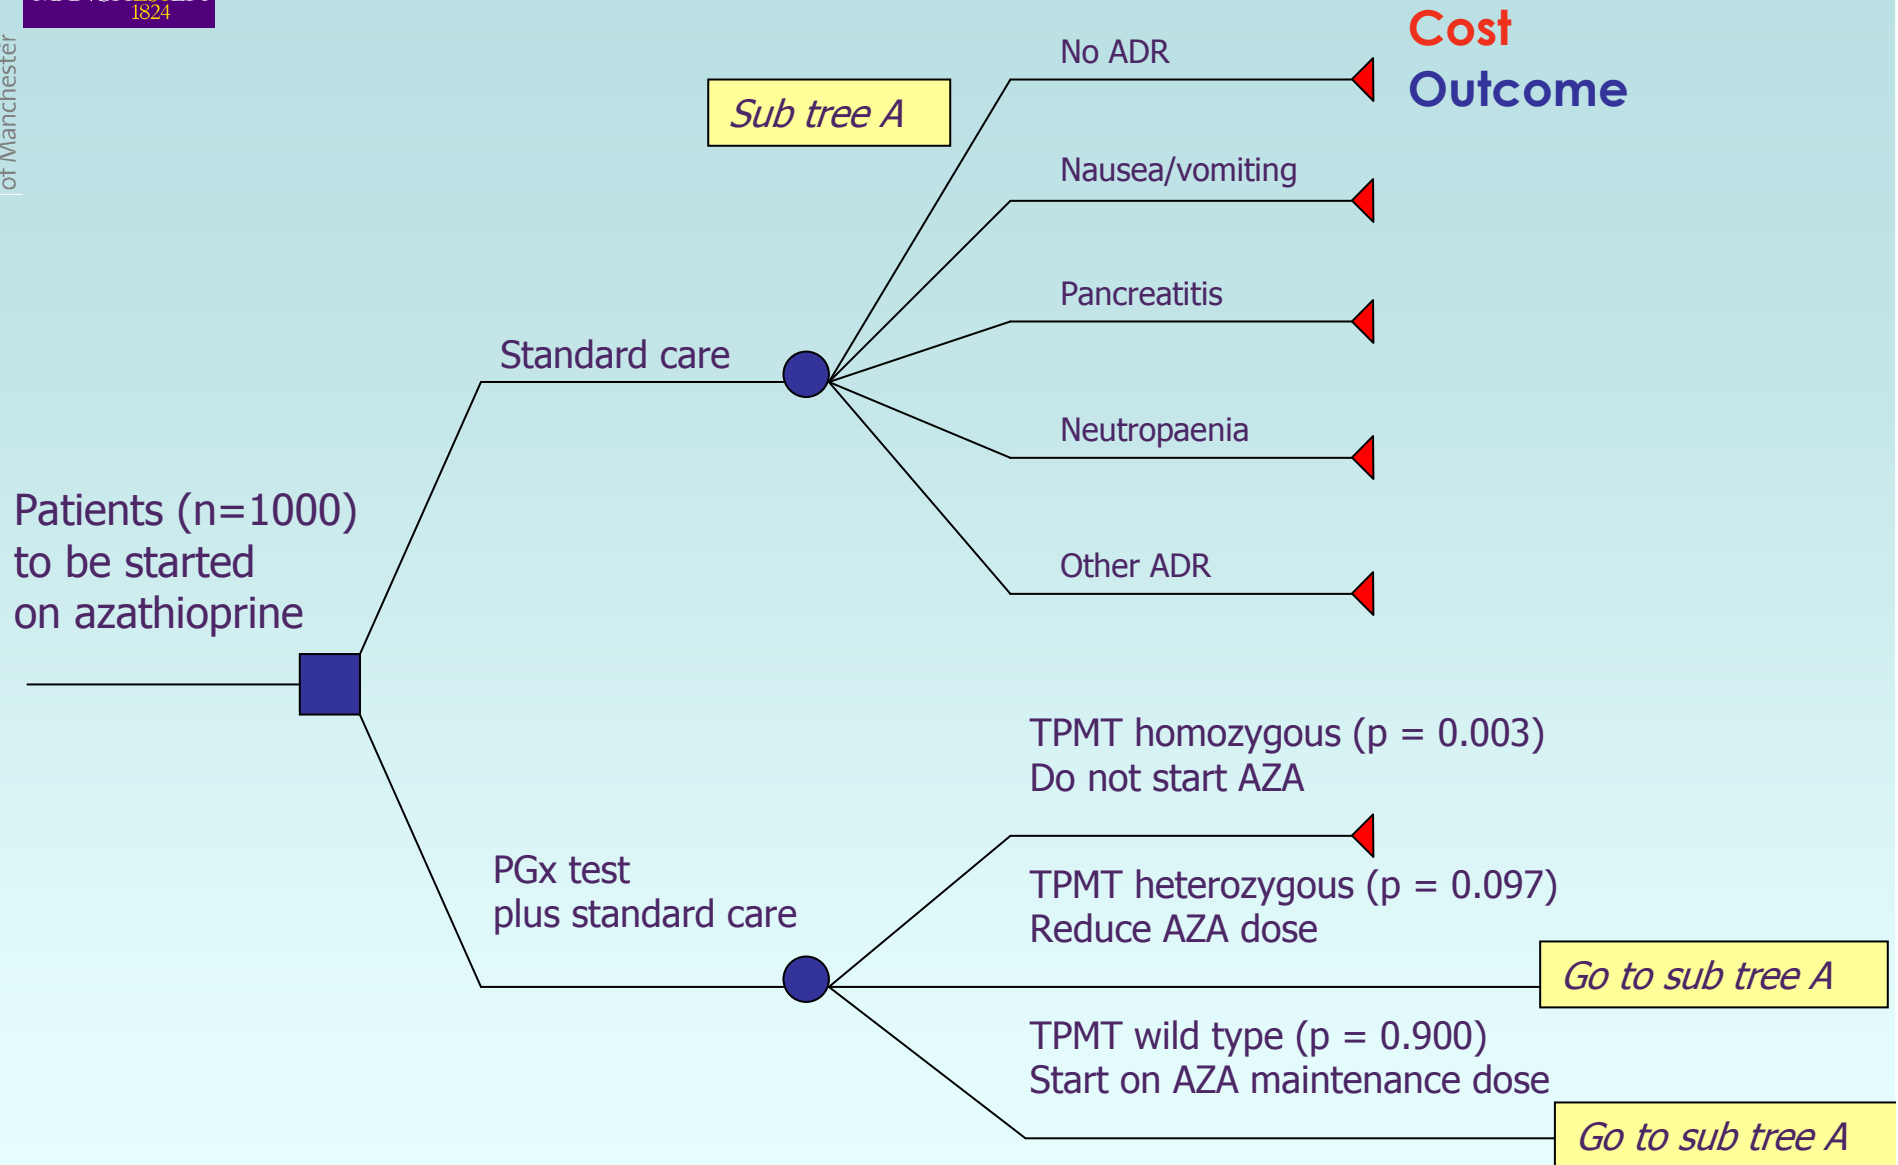 1824
of Manchester
Cost
Outcome
Sub tree A
No ADR
Nausea/vomiting
Pancreatitis
Neutropaenia
Other ADR
Standard care
Patients (n=1000)
to be started
on azathioprine
PGx test
plus standard care
TPMT homozygous (p = 0.003)
Do not start AZA
TPMT heterozygous (p = 0.097)
Reduce AZA dose
Go to sub tree A
TPMT wild type (p = 0.900)
Start on AZA maintenance dose
Go to sub tree A